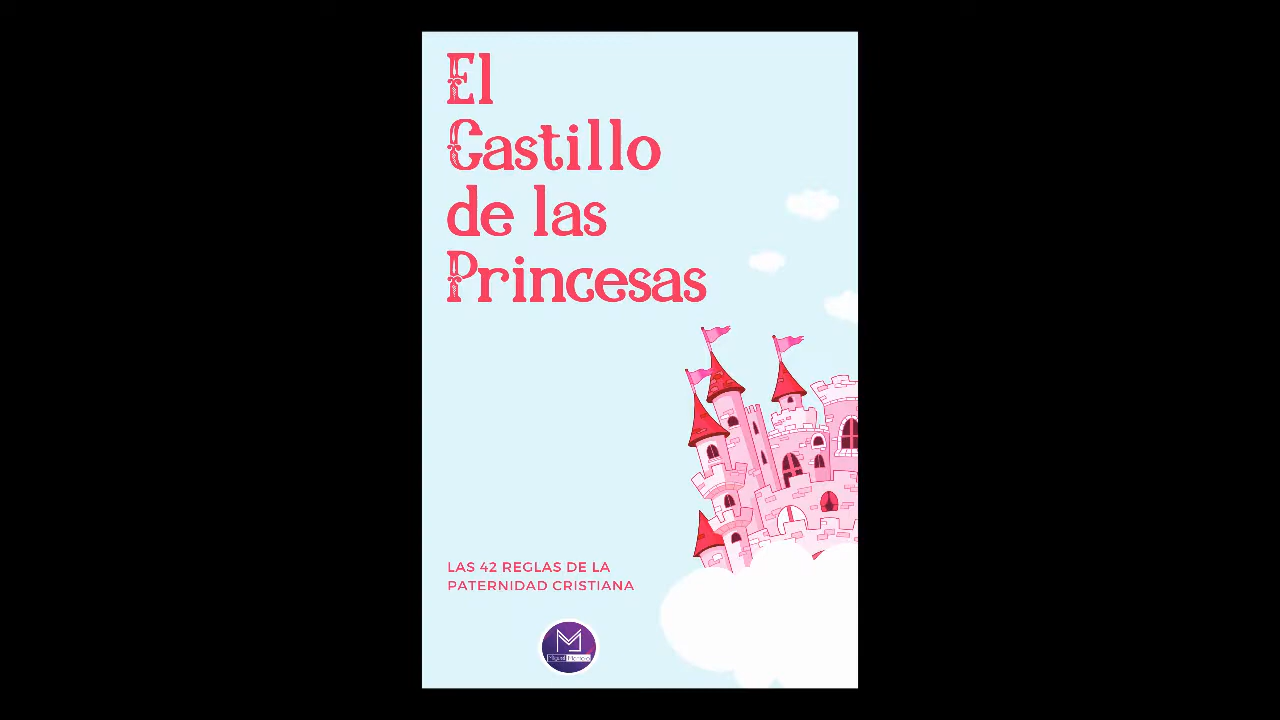 El
Castillo
de las
Princesas
LAS 42 REGLAS DE LA
PATERNIDAD CRISTIANA
M